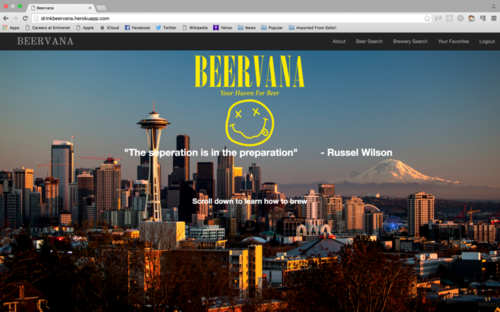 Beervana
drinkbeervana.herokuapp.com
Apps
Careers at Entranet
Apple
iCloud
Facebook
Twitter
Wikipedia
Yahoo!
News
Popular
Imported From Safari
BEERVANA
About
Beer Search
Brewery Search
Your Favorites
Logout
BEERVANA
Your Haven For Beer
"The seperation is in the preparation" - Russel Wilson
Scroll down to learn how to brew